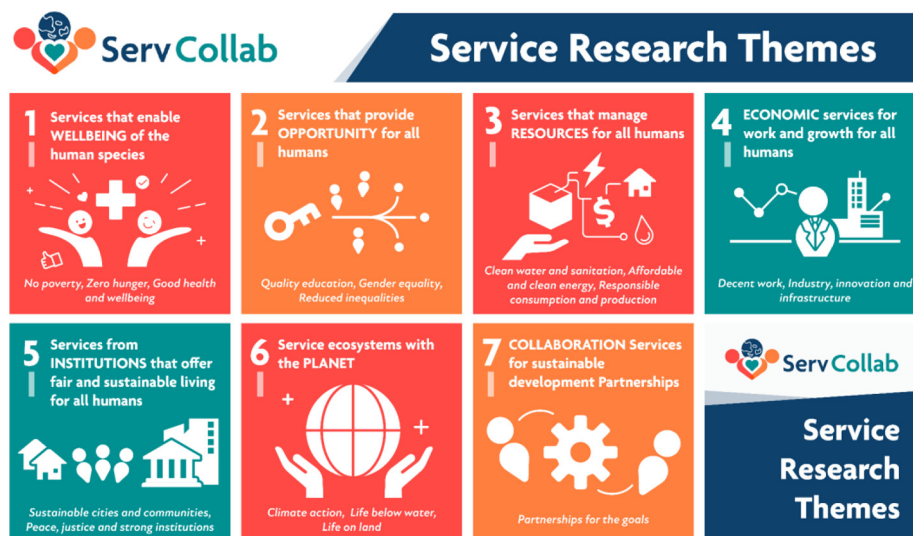 ServCollab
Service Research Themes
1
Services that enable
WELLBEING of the
human species
No poverty, Zero hunger, Good health
and wellbeing
2
Services that provide
OPPORTUNITY for all
humans
Quality education, Gender equality,
Reduced inequalities
3
Services that manage
RESOURCES for all humans
$
Clean water and sanitation, Affordable
and clean energy, Responsible
consumption and production
4
ECONOMIC services for
work and growth for all
humans
Decent work, Industry, innovation and
infrastructure
5
Services from
INSTITUTIONS that offer
fair and sustainable living
for all humans
Sustainable cities and communities,
Peace, justice and strong institutions
6
Service ecosystems with
the PLANET
Climate action, Life below water,
Life on land
7
COLLABORATION Services
for sustainable
development Partnerships
Partnerships for the goals
ServCollab
Service
Research
Themes